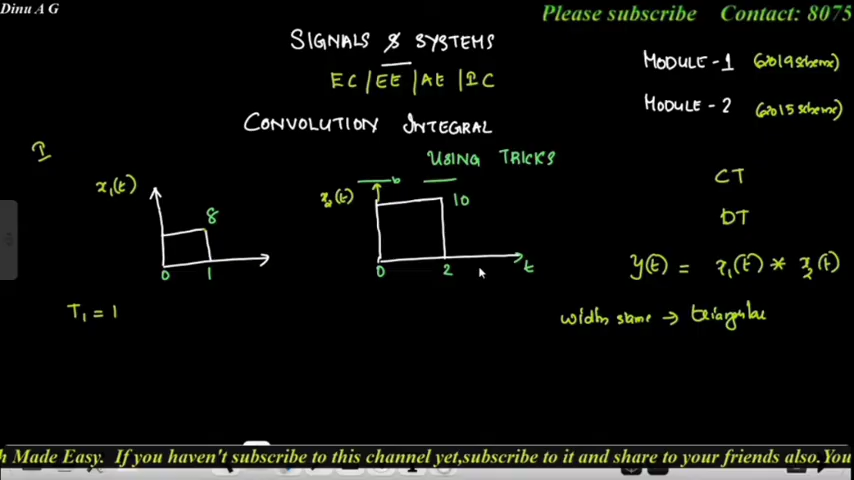 Dinu A G
Please subscribe Contact: 8075
SIGNALS & SYSTEMS
EC | EE | AE | IC
MODULE - 1 (2019 scheme)
MODULE - 2 (2015 scheme)
CONVOLUTION INTEGRAL
USING TRICKS
I
x₁(t)
8
0 1
x₂(t)
10
0 2 t
CT
DT
y(t) = x₁(t) * x₂(t)
T₁ = 1
width same → triangular
h Made Easy. If you haven't subscribe to this channel yet,subscribe to it and share to your friends also.You